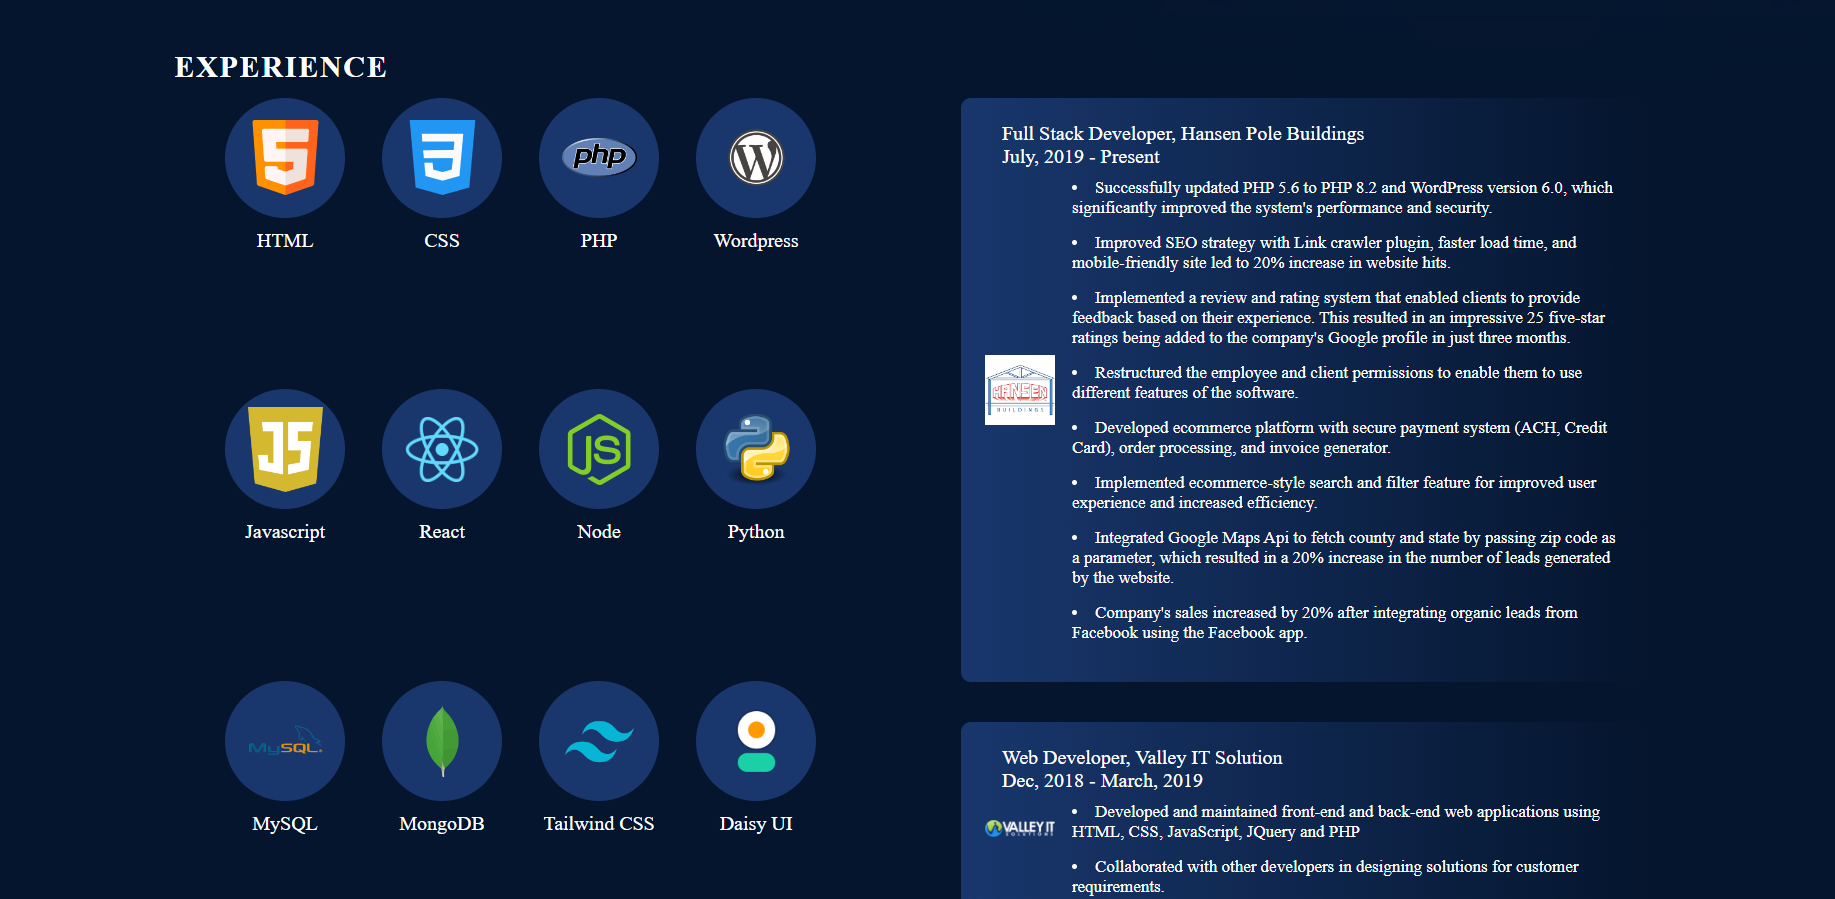 EXPERIENCE
HTML
CSS
PHP
Wordpress
Javascript
React
Node
Python
MySQL
MongoDB
Tailwind CSS
Daisy UI
php
W
JS
JS
MySQL.
Full Stack Developer, Hansen Pole Buildings
July, 2019 - Present
HANSEN
BUILDINGS
• Successfully updated PHP 5.6 to PHP 8.2 and WordPress version 6.0, which
significantly improved the system's performance and security.
• Improved SEO strategy with Link crawler plugin, faster load time, and
mobile-friendly site led to 20% increase in website hits.
• Implemented a review and rating system that enabled clients to provide
feedback based on their experience. This resulted in an impressive 25 five-star
ratings being added to the company's Google profile in just three months.
• Restructured the employee and client permissions to enable them to use
different features of the software.
• Developed ecommerce platform with secure payment system (ACH, Credit
Card), order processing, and invoice generator.
• Implemented ecommerce-style search and filter feature for improved user
experience and increased efficiency.
• Integrated Google Maps Api to fetch county and state by passing zip code as
a parameter, which resulted in a 20% increase in the number of leads generated
by the website.
• Company's sales increased by 20% after integrating organic leads from
Facebook using the Facebook app.
Web Developer, Valley IT Solution
Dec, 2018 - March, 2019
VALLEY IT
SOLUTIONS
• Developed and maintained front-end and back-end web applications using
HTML, CSS, JavaScript, JQuery and PHP
• Collaborated with other developers in designing solutions for customer
requirements.